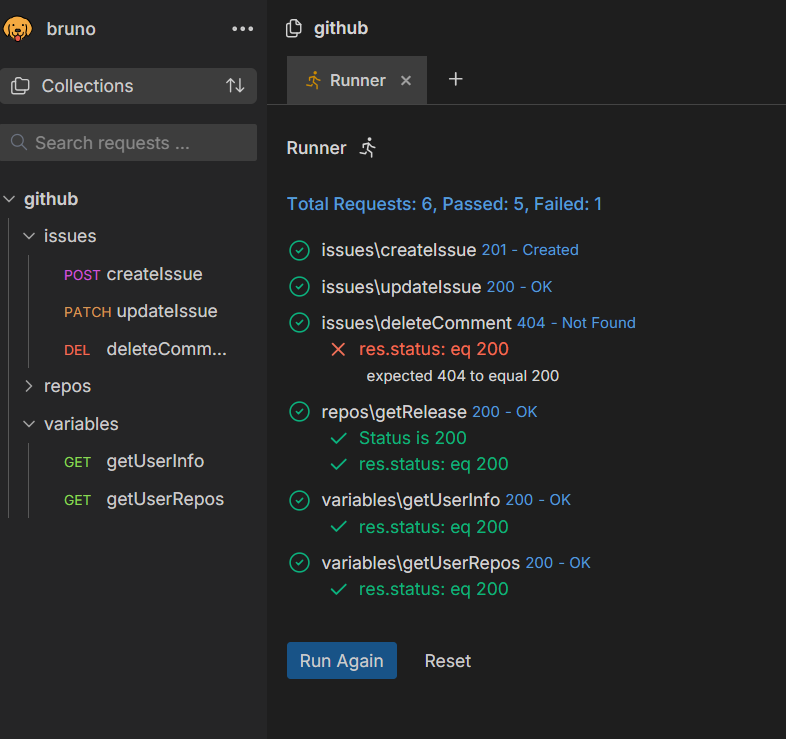 bruno
...
Collections
Search requests ...
github
issues
POST createIssue
PATCH updateIssue
DEL deleteComm...
repos
variables
GET getUserInfo
GET getUserRepos
github
Runner
Runner
Total Requests: 6, Passed: 5, Failed: 1
issues\createIssue 201 - Created
issues\updateIssue 200 - OK
issues\deleteComment 404 - Not Found
res.status: eq 200
expected 404 to equal 200
repos\getRelease 200 - OK
Status is 200
res.status: eq 200
variables\getUserInfo 200 - OK
res.status: eq 200
variables\getUserRepos 200 - OK
res.status: eq 200
Run Again Reset